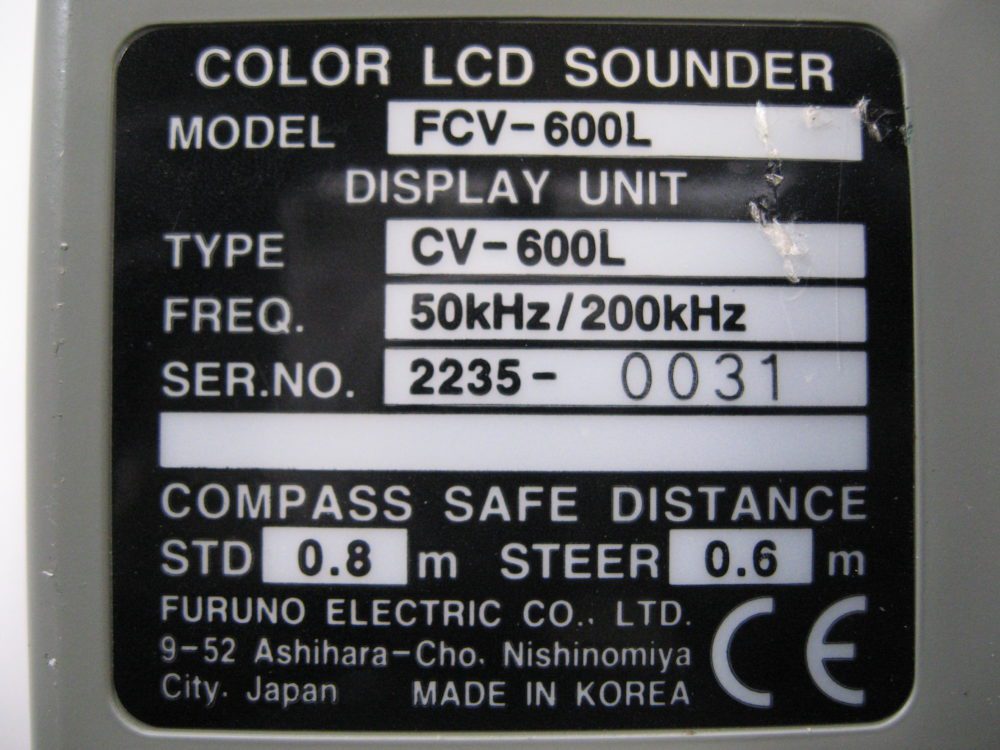 COLOR LCD SOUNDER
MODEL FCV-600L
DISPLAY UNIT
TYPE CV-600L
FREQ. 50kHz/200kHz
SER.NO. 2235- 0031
COMPASS SAFE DISTANCE
STD 0.8 m STEER 0.6 m
FURUNO ELECTRIC CO., LTD.
9-52 Ashihara-Cho, Nishinomiya
City, Japan MADE IN KOREA
CE